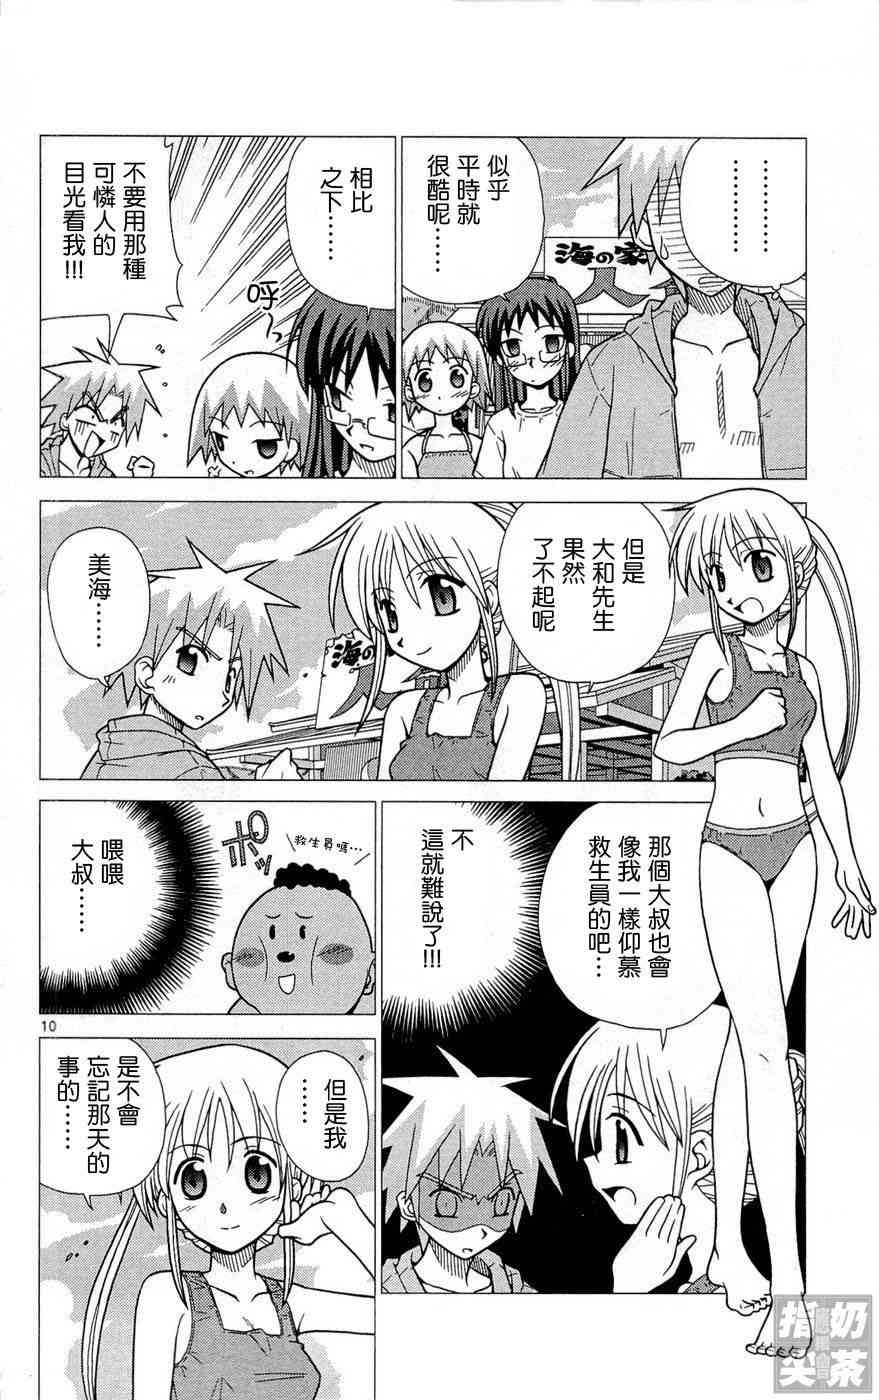 …………
…………
似乎
平時就
很酷呢……
海の家
相比
之下……
呼～
不要用那種
可憐人的
目光看我!!!
但是
大和先生
果然
了不起呢
海の
美海……
那個大叔也會
像我一樣仰慕
救生員的吧…
不
這就難說了!!!
救生員嗎…
ポッ
喂喂
大叔……
10
但是我
……
是不會
忘記那天的
事的……
指奶
尖茶